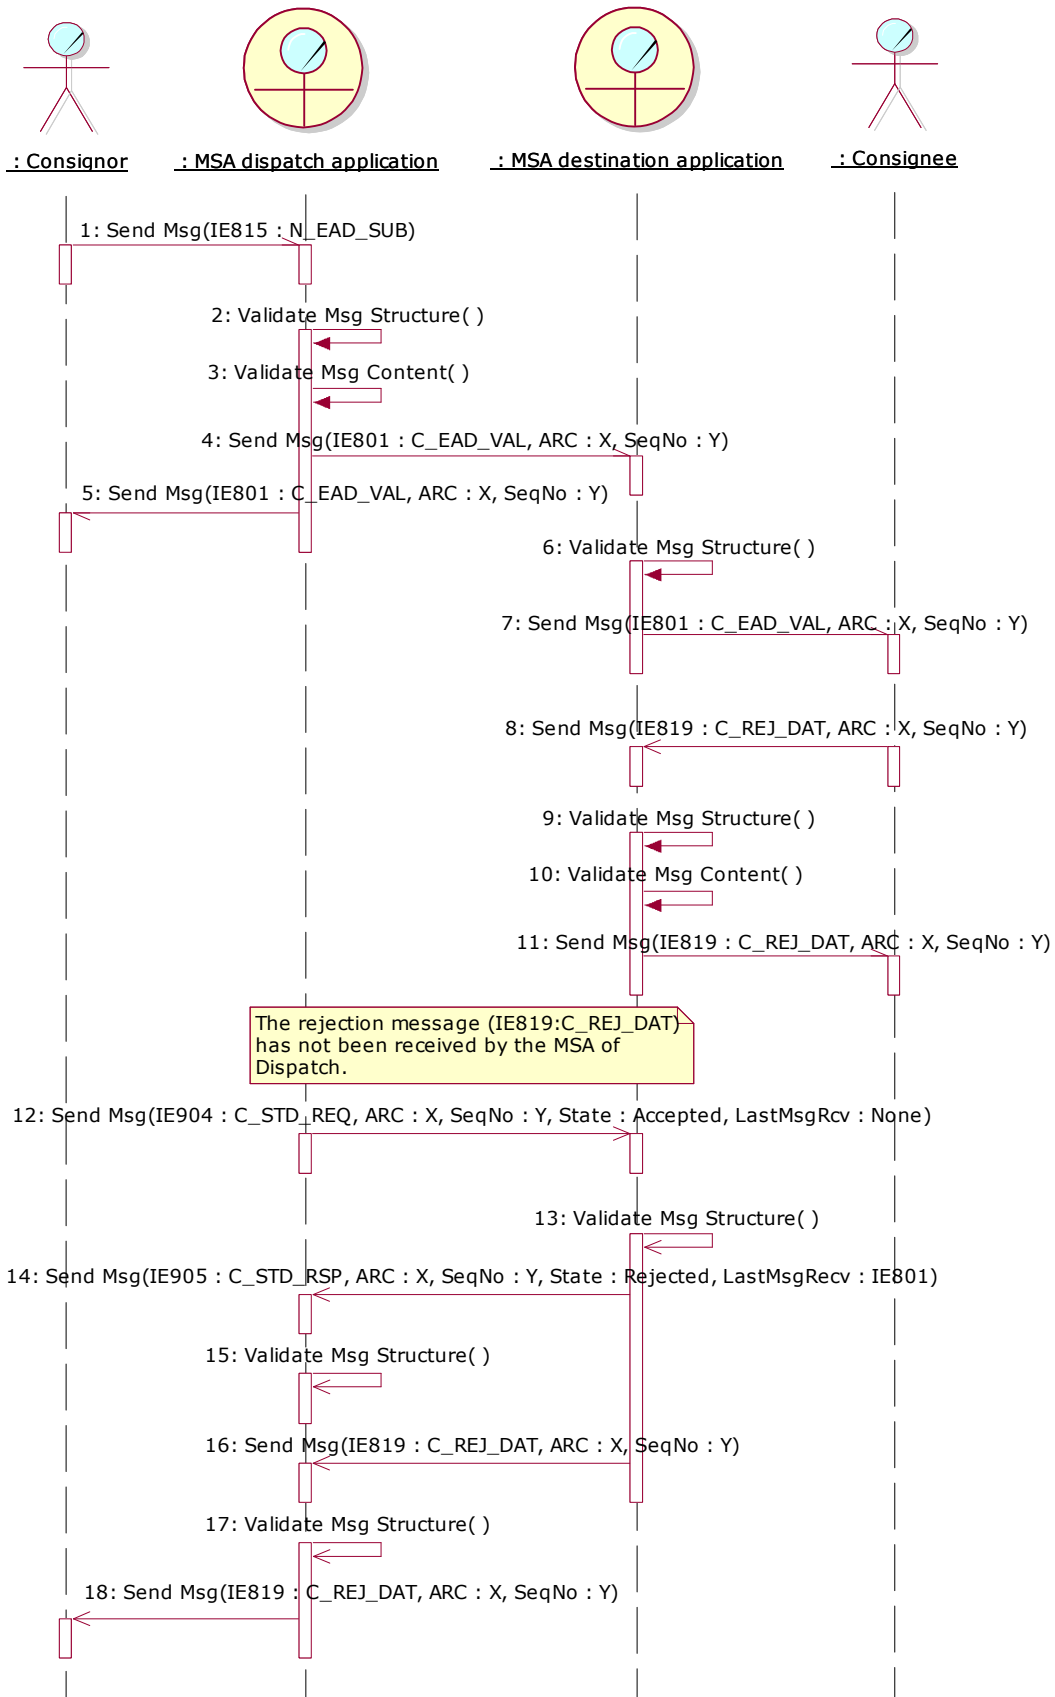 : Consignor
: MSA dispatch application
: MSA destination application
: Consignee
1: Send Msg(IE815 : N_EAD_SUB)
2: Validate Msg Structure( )
3: Validate Msg Content( )
4: Send Msg(IE801 : C_EAD_VAL, ARC : X, SeqNo : Y)
5: Send Msg(IE801 : C_EAD_VAL, ARC : X, SeqNo : Y)
6: Validate Msg Structure( )
7: Send Msg(IE801 : C_EAD_VAL, ARC : X, SeqNo : Y)
8: Send Msg(IE819 : C_REJ_DAT, ARC : X, SeqNo : Y)
9: Validate Msg Structure( )
10: Validate Msg Content( )
11: Send Msg(IE819 : C_REJ_DAT, ARC : X, SeqNo : Y)
The rejection message (IE819:C_REJ_DAT)
has not been received by the MSA of
Dispatch.
12: Send Msg(IE904 : C_STD_REQ, ARC : X, SeqNo : Y, State : Accepted, LastMsgRcv : None)
13: Validate Msg Structure( )
14: Send Msg(IE905 : C_STD_RSP, ARC : X, SeqNo : Y, State : Rejected, LastMsgRecv : IE801)
15: Validate Msg Structure( )
16: Send Msg(IE819 : C_REJ_DAT, ARC : X, SeqNo : Y)
17: Validate Msg Structure( )
18: Send Msg(IE819 : C_REJ_DAT, ARC : X, SeqNo : Y)